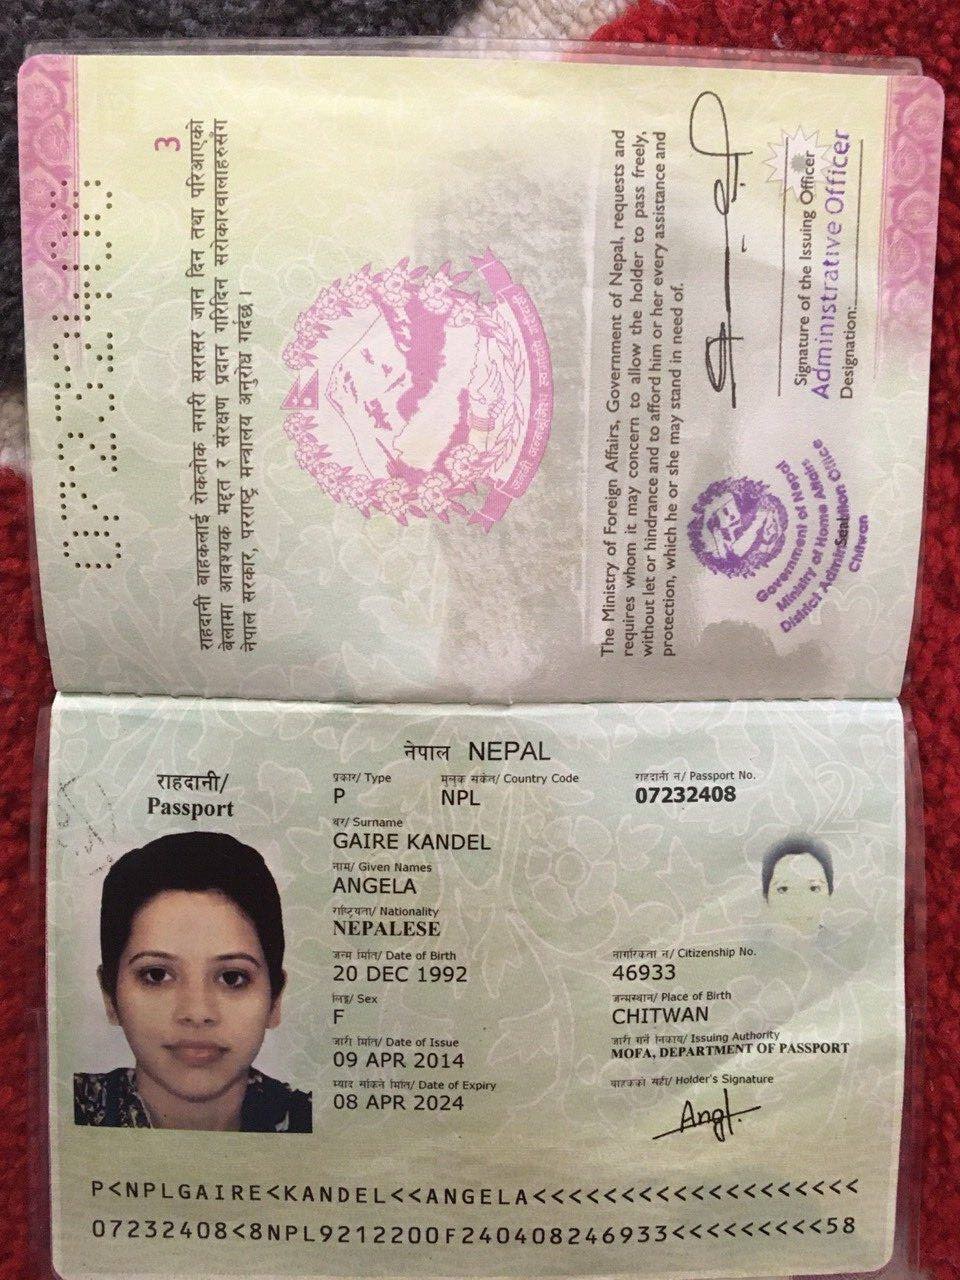 3
राहदानी बाहकलाई रोकतोक नगरी सरासर जान दिन तथा परिआएको
बेलामा आवश्यक मद्दत र संरक्षण प्रदान गरिदिन सरोकारवालाहरुसँग
नेपाल सरकार, परराष्ट्र मन्त्रालय अनुरोध गर्दछ ।
The Ministry of Foreign Affairs, Government of Nepal, requests and
requires whom it may concern to allow the holder to pass freely,
without let or hindrance and to afford him or her every assistance and
protection, which he or she may stand in need of.
Signature of the Issuing Officer
Administrative Officer
Designation:
Government of Nepal
Ministry of Home Affairs
District Administration Office
Chitwan
Seal
नेपाल NEPAL
राहदानी/
Passport
प्रकार/ Type
मुलुक संकेत/ Country Code
राहदानी नं/ Passport No.
P
NPL
07232408
थर/ Surname
GAIRE KANDEL
नाम/ Given Names
ANGELA
राष्ट्रियता/ Nationality
NEPALESE
जन्म मिति/ Date of Birth
नागरिकता नं/ Citizenship No.
20 DEC 1992
46933
लिङ्ग/ Sex
जन्मस्थान/ Place of Birth
F
CHITWAN
जारी मिति/ Date of Issue
जारी गर्ने निकाय/ Issuing Authority
09 APR 2014
MOFA, DEPARTMENT OF PASSPORT
म्याद सकिने मिति/ Date of Expiry
वाहकको सही/ Holder's Signature
08 APR 2024
Angl.
P<NPLGAIRE<KANDEL<<ANGELA<<<<<<<<<<<<<<<<<<<
07232408<8NPL9212200F240408246933<<<<<<<<<58